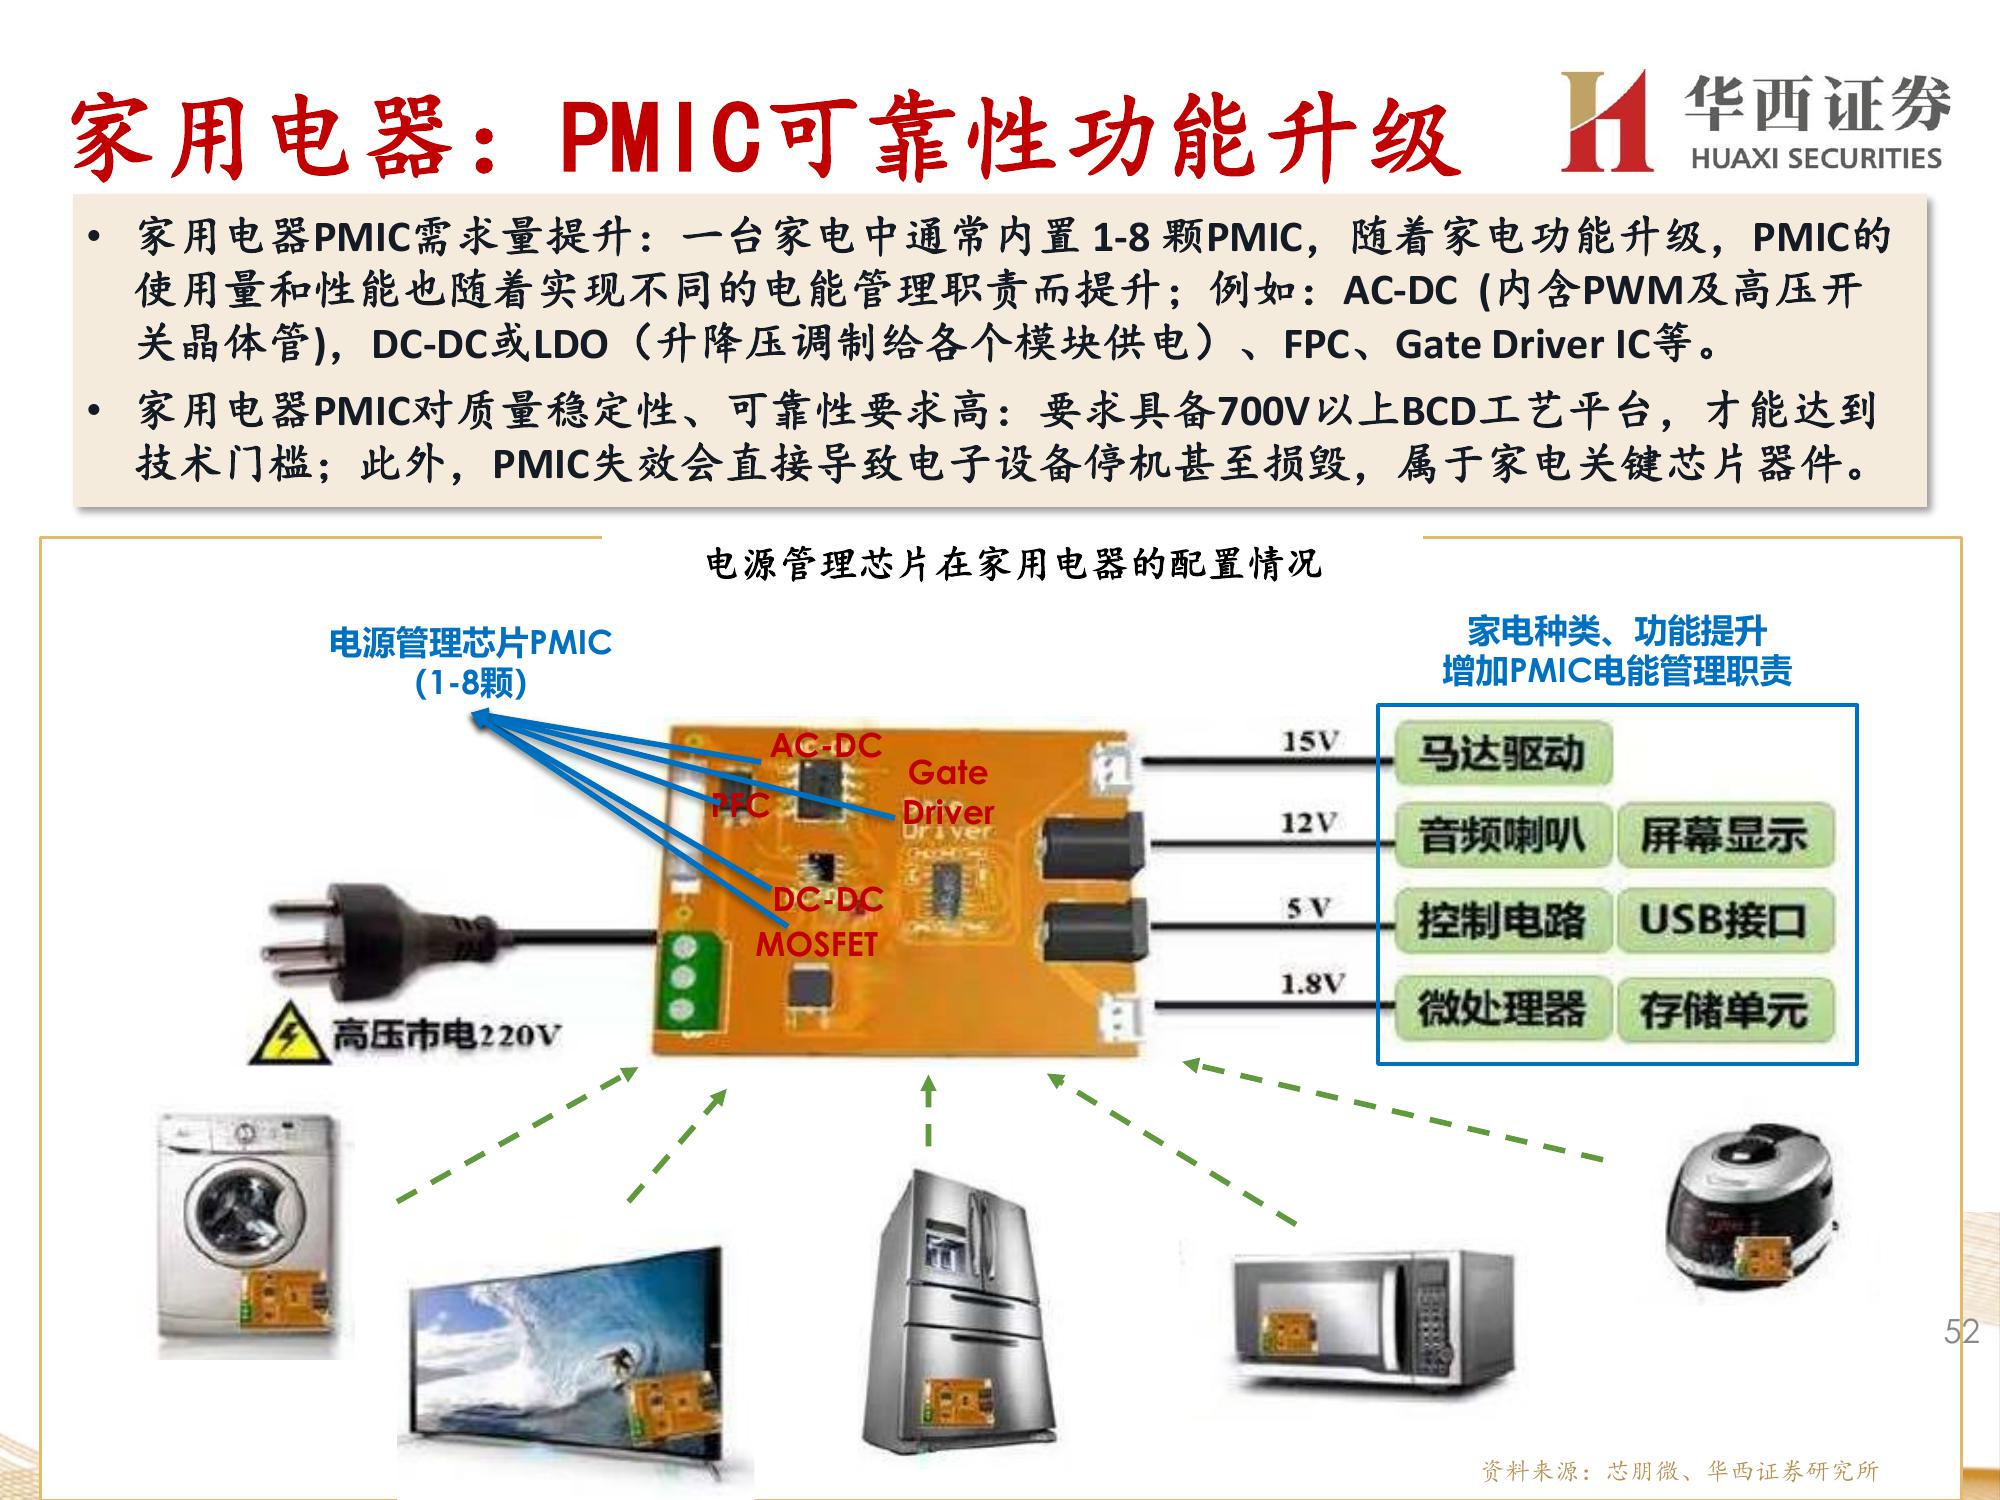 家用电器：PMIC可靠性功能升级
华西证券
HUAXI SECURITIES
• 家用电器PMIC需求量提升：一台家电中通常内置 1-8 颗PMIC，随着家电功能升级，PMIC的
使用量和性能也随着实现不同的电能管理职责而提升；例如：AC-DC (内含PWM及高压开
关晶体管)，DC-DC或LDO（升降压调制给各个模块供电）、FPC、Gate Driver IC等。
• 家用电器PMIC对质量稳定性、可靠性要求高：要求具备700V以上BCD工艺平台，才能达到
技术门槛；此外，PMIC失效会直接导致电子设备停机甚至损毁，属于家电关键芯片器件。
电源管理芯片在家用电器的配置情况
电源管理芯片PMIC
（1-8颗）
家电种类、功能提升
增加PMIC电能管理职责
AC-DC
Gate
Driver
PFC
Driver
DC-DC
MOSFET
15V
马达驱动
12V
音频喇叭
屏幕显示
5 V
控制电路
USB接口
1.8V
微处理器
存储单元
高压市电220V
52
资料来源：芯朋微、华西证券研究所